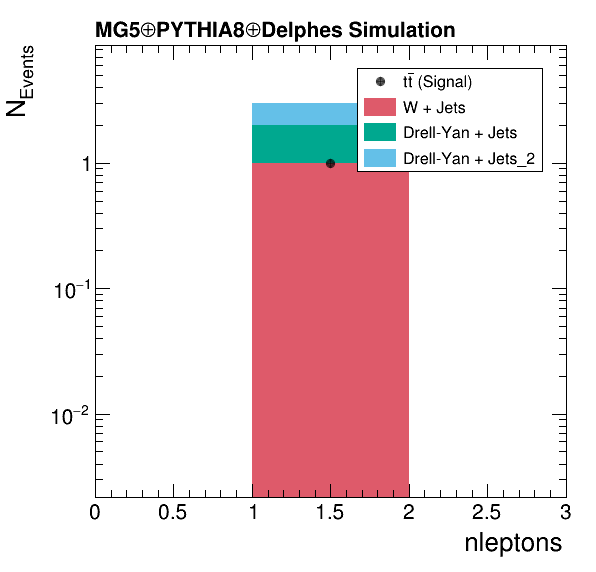 MG5⊕PYTHIA8⊕Delphes Simulation
N_Events
tt̄ (Signal)
W + Jets
Drell-Yan + Jets
Drell-Yan + Jets_2
1
10⁻¹
10⁻²
0 0.5 1 1.5 2 2.5 3
nleptons